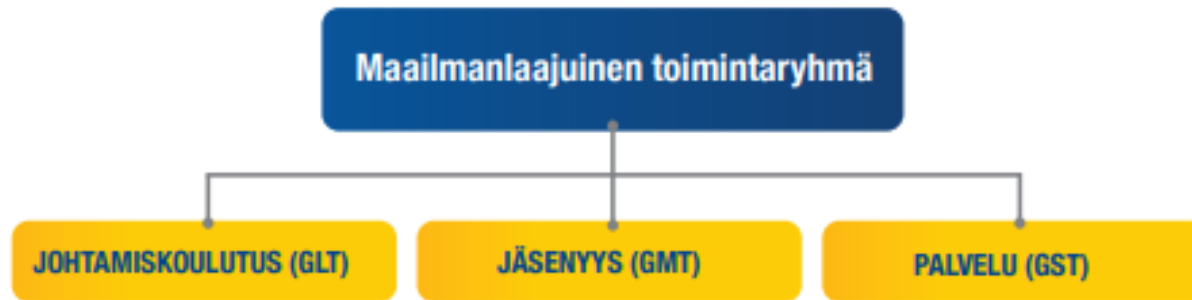 Maailmanlaajuinen toimintaryhmä
JOHTAMISKOULUTUS (GLT)
JÄSENYYS (GMT)
PALVELU (GST)